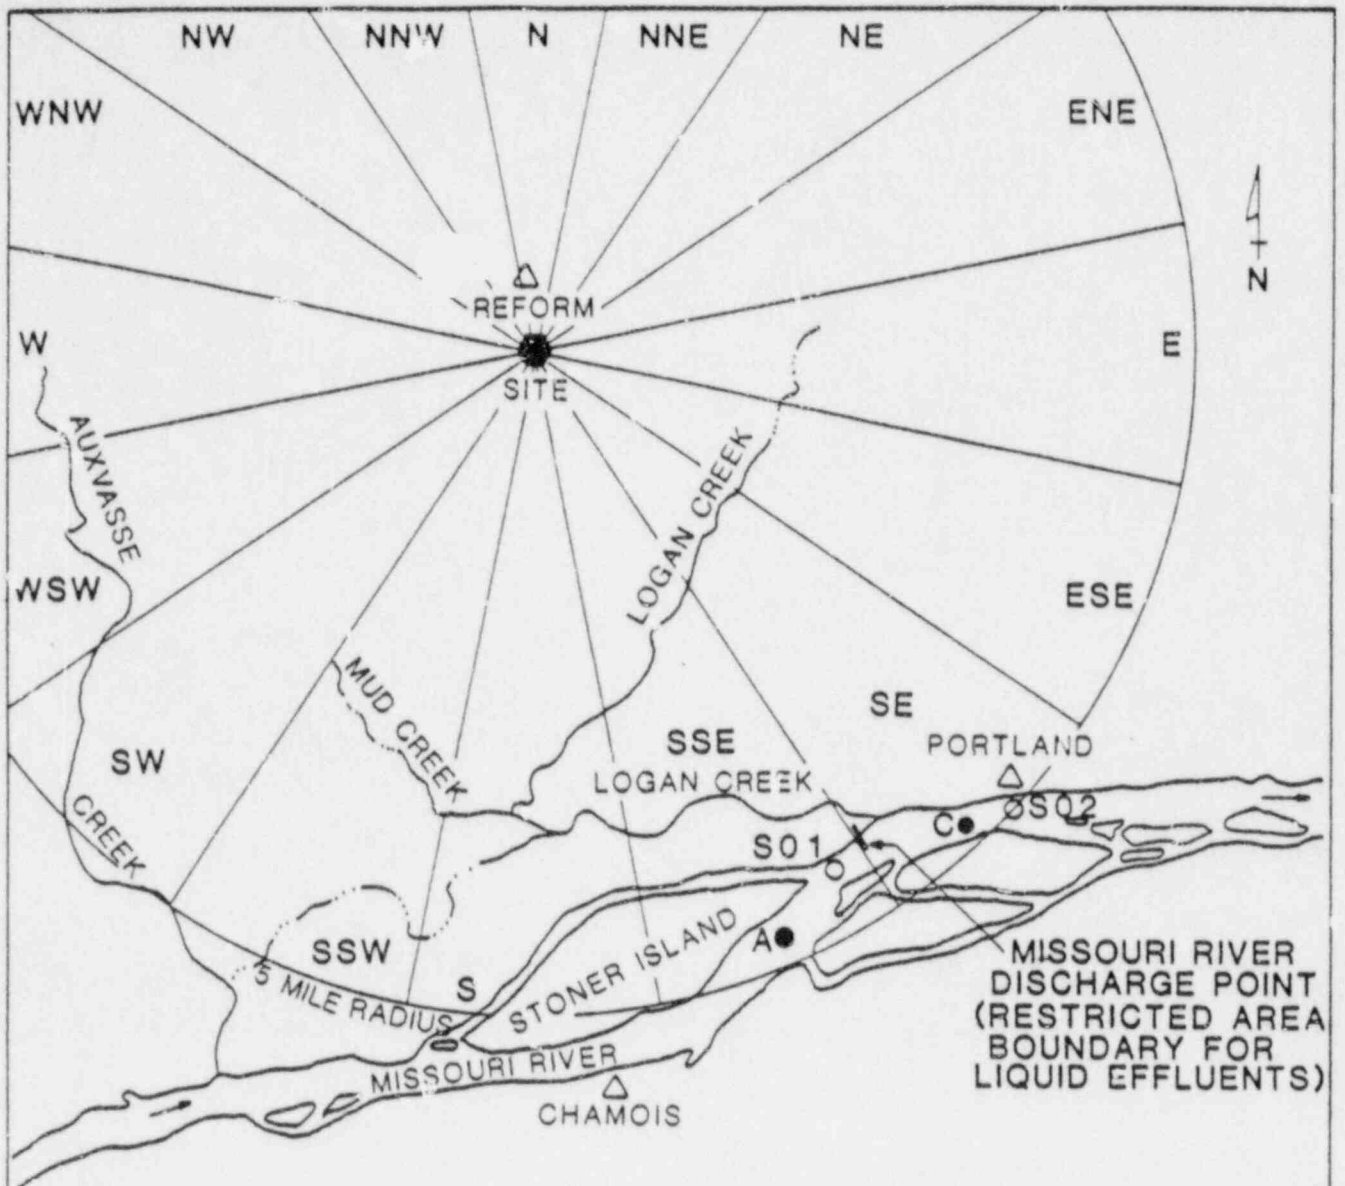 NW
NNW
N
NNE
NE
WNW
ENE
N
REFORM
W
E
SITE
AUXVASSE
LOGAN CREEK
WSW
ESE
MUD CREEK
SE
SSE
PORTLAND
SW
LOGAN CREEK
CREEK
S02
C
S01
SSW
STONER ISLAND
A
5 MILE RADIUS
S
MISSOURI RIVER
DISCHARGE POINT
(RESTRICTED AREA
BOUNDARY FOR
LIQUID EFFLUENTS)
MISSOURI RIVER
CHAMOIS